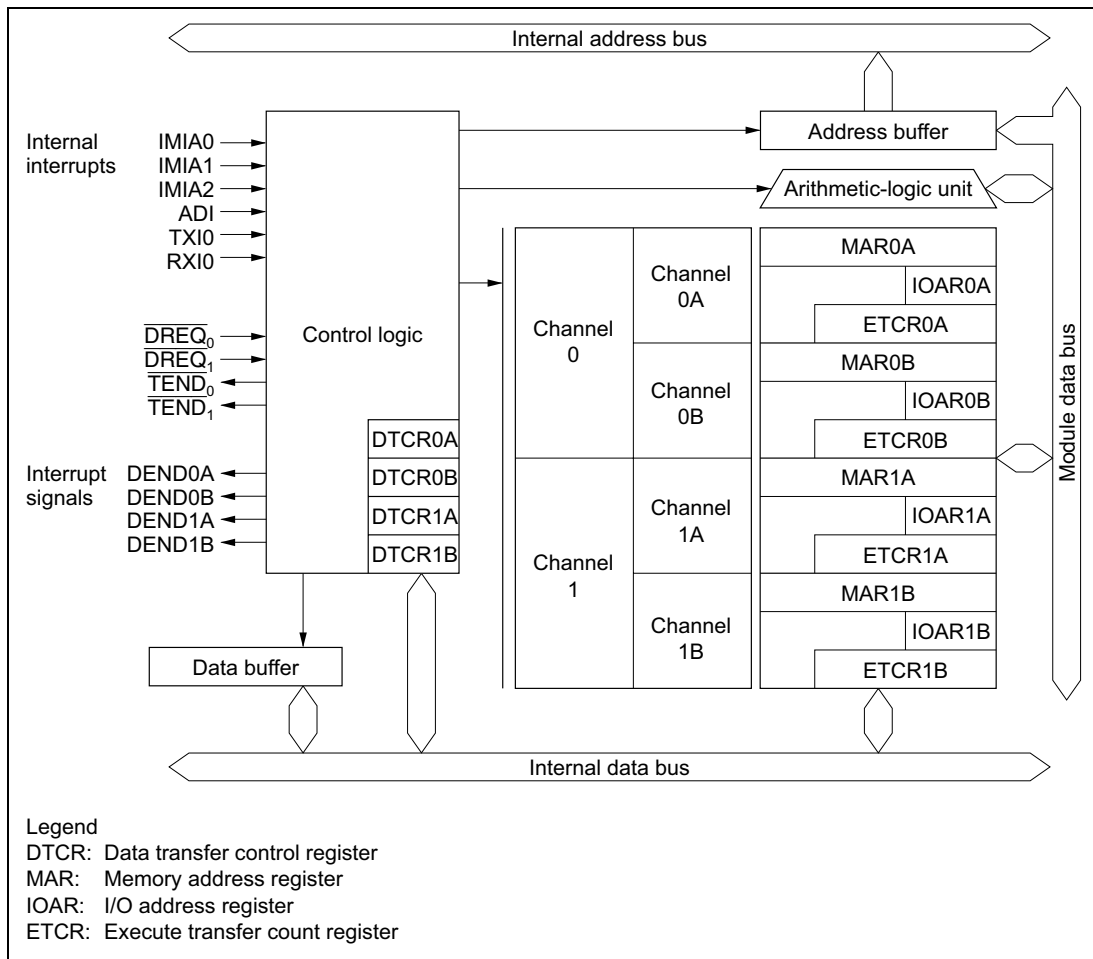 Internal address bus
Internal interrupts
IMIA0
IMIA1
IMIA2
ADI
TXI0
RXI0
DREQ0
DREQ1
TEND0
TEND1
Interrupt signals
DEND0A
DEND0B
DEND1A
DEND1B
Control logic
DTCR0A
DTCR0B
DTCR1A
DTCR1B
Data buffer
Address buffer
Arithmetic-logic unit
Channel
0
Channel
0A
Channel
0B
Channel
1
Channel
1A
Channel
1B
MAR0A
IOAR0A
ETCR0A
MAR0B
IOAR0B
ETCR0B
MAR1A
IOAR1A
ETCR1A
MAR1B
IOAR1B
ETCR1B
Module data bus
Internal data bus
Legend
DTCR: Data transfer control register
MAR: Memory address register
IOAR: I/O address register
ETCR: Execute transfer count register